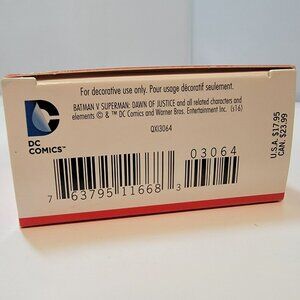 For decorative use only. Pour usage décoratif seulement.
BATMAN V SUPERMAN: DAWN OF JUSTICE and all related characters and
elements © & ™ DC Comics and Warner Bros. Entertainment Inc. (s16)
QXI3064
DC
COMICS™
03064
7 63795 11668 3
U.S.A. $17.95
CAN. $23.99